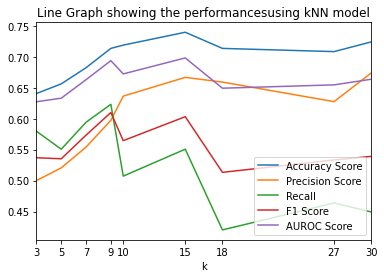 Line Graph showing the performancesusing kNN model
0.75
0.70
0.65
0.60
0.55
0.50
0.45
3 5 7 9 10 15 18 27 30
k
Accuracy Score
Precision Score
Recall
F1 Score
AUROC Score